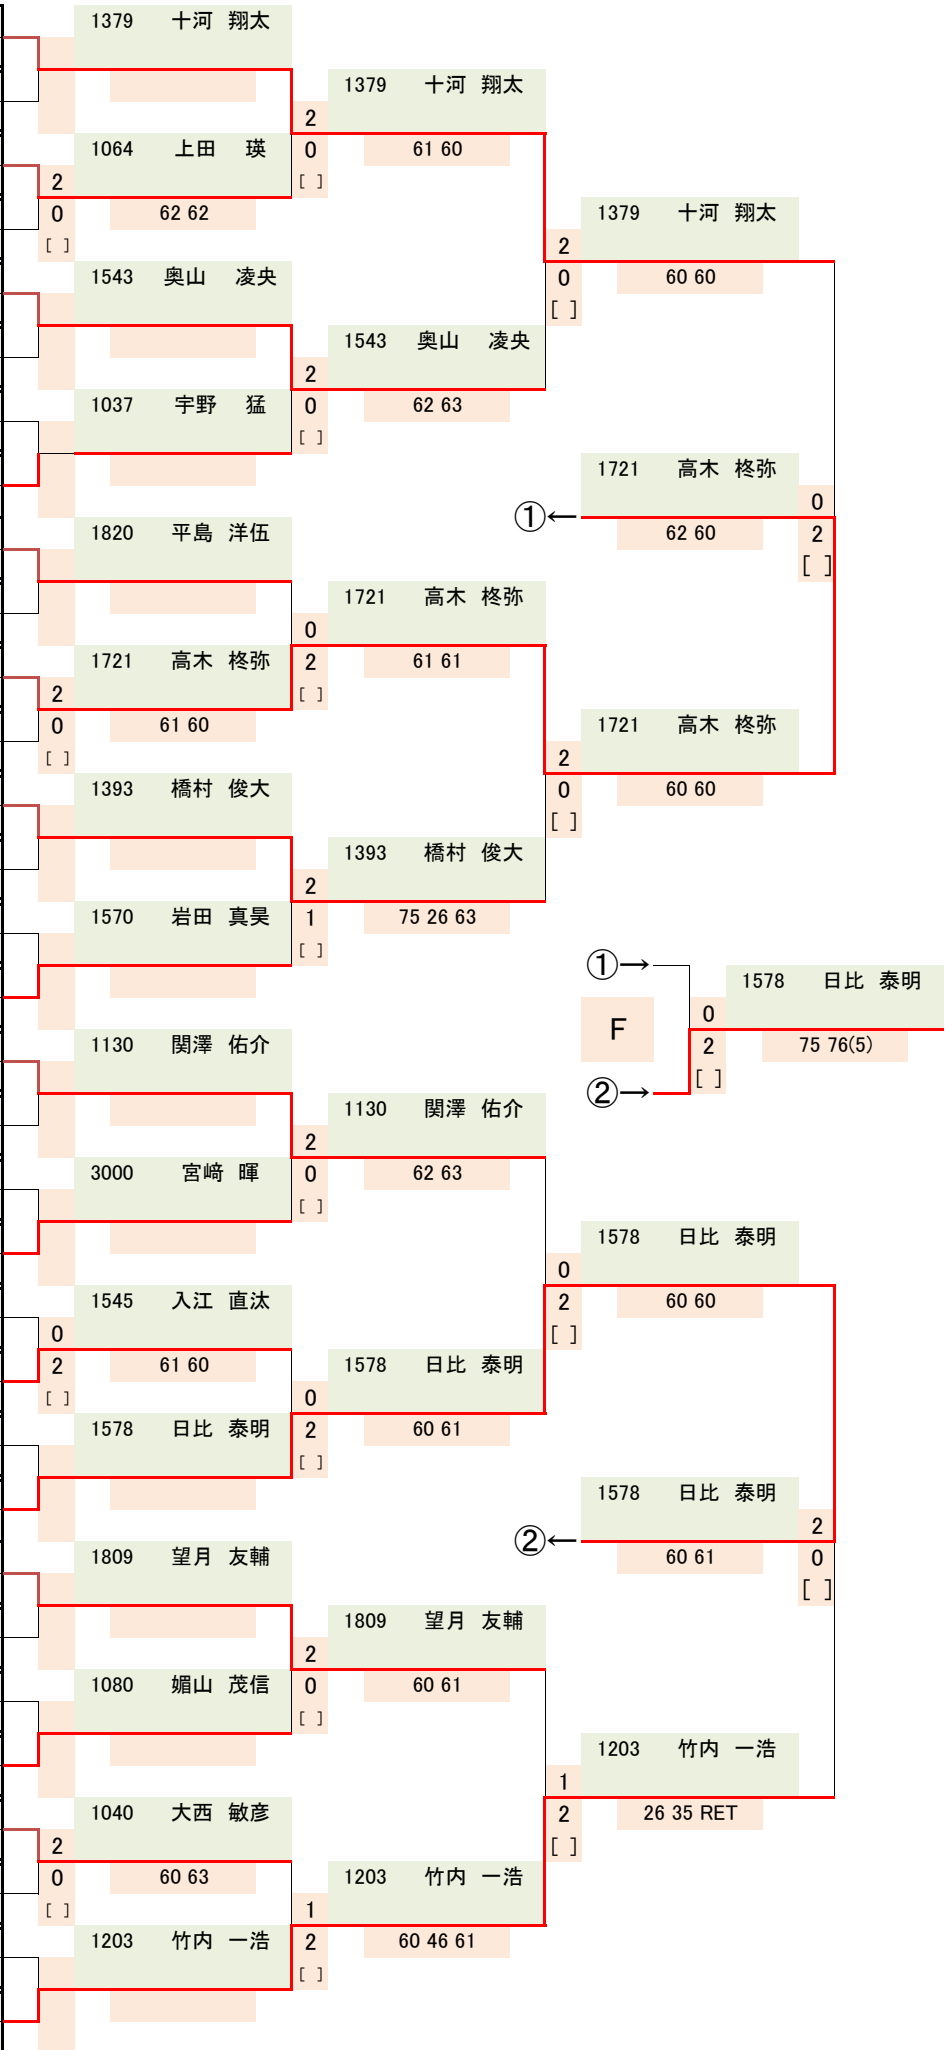 1379 十河 翔太
1379 十河 翔太
2
1064 上田 瑛
0
61 60
2
[ ]
0
62 62
1379 十河 翔太
[ ]
2
1543 奥山 凌央
0
60 60
[ ]
1543 奥山 凌央
2
1037 宇野 猛
0
62 63
[ ]
1721 高木 柊弥
0
①←
1820 平島 洋伍
62 60
2
[ ]
1721 高木 柊弥
0
1721 高木 柊弥
2
61 61
2
[ ]
0
61 60
1721 高木 柊弥
[ ]
2
1393 橋村 俊大
0
60 60
[ ]
1393 橋村 俊大
2
1570 岩田 真昊
1
75 26 63
[ ]
①→
1578 日比 泰明
0
F
1130 関澤 佑介
2
75 76(5)
[ ]
②→
1130 関澤 佑介
2
3000 宮﨑 暉
0
62 63
[ ]
1578 日比 泰明
0
1545 入江 直汰
2
60 60
0
[ ]
2
61 60
1578 日比 泰明
[ ]
0
1578 日比 泰明
2
60 61
[ ]
1578 日比 泰明
2
②←
1809 望月 友輔
60 61
0
[ ]
1809 望月 友輔
2
1080 媚山 茂信
0
60 61
[ ]
1203 竹内 一浩
1
1040 大西 敏彦
2
26 35 RET
2
[ ]
0
60 63
1203 竹内 一浩
[ ]
1
1203 竹内 一浩
2
60 46 61
[ ]